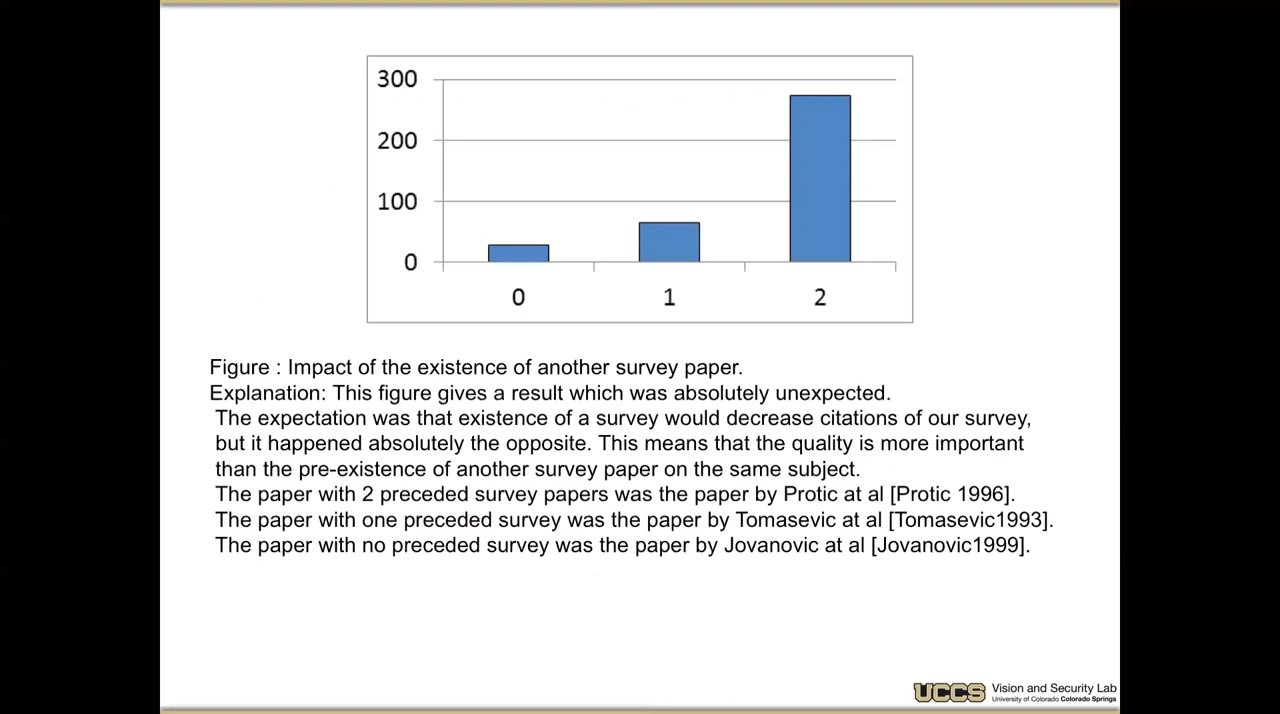 300
200
100
0
0 1 2
Figure : Impact of the existence of another survey paper.
Explanation: This figure gives a result which was absolutely unexpected.
The expectation was that existence of a survey would decrease citations of our survey,
but it happened absolutely the opposite. This means that the quality is more important
than the pre-existence of another survey paper on the same subject.
The paper with 2 preceded survey papers was the paper by Protic at al [Protic 1996].
The paper with one preceded survey was the paper by Tomasevic at al [Tomasevic1993].
The paper with no preceded survey was the paper by Jovanovic at al [Jovanovic1999].
UCCS Vision and Security Lab
University of Colorado Colorado Springs